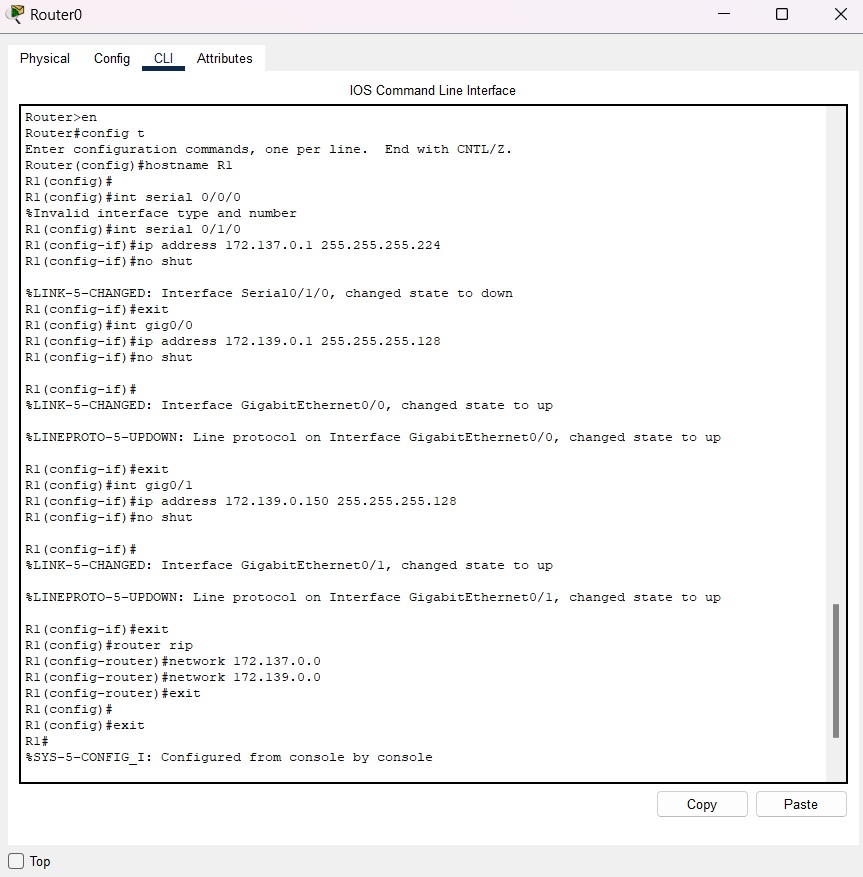 Router0
Physical Config CLI Attributes
IOS Command Line Interface
Router>en
Router#config t
Enter configuration commands, one per line.  End with CNTL/Z.
Router(config)#hostname R1
R1(config)#
R1(config)#int serial 0/0/0
%Invalid interface type and number
R1(config)#int serial 0/1/0
R1(config-if)#ip address 172.137.0.1 255.255.255.224
R1(config-if)#no shut
%LINK-5-CHANGED: Interface Serial0/1/0, changed state to down
R1(config-if)#exit
R1(config)#int gig0/0
R1(config-if)#ip address 172.139.0.1 255.255.255.128
R1(config-if)#no shut
R1(config-if)#
%LINK-5-CHANGED: Interface GigabitEthernet0/0, changed state to up
%LINEPROTO-5-UPDOWN: Line protocol on Interface GigabitEthernet0/0, changed state to up
R1(config-if)#exit
R1(config)#int gig0/1
R1(config-if)#ip address 172.139.0.150 255.255.255.128
R1(config-if)#no shut
R1(config-if)#
%LINK-5-CHANGED: Interface GigabitEthernet0/1, changed state to up
%LINEPROTO-5-UPDOWN: Line protocol on Interface GigabitEthernet0/1, changed state to up
R1(config-if)#exit
R1(config)#router rip
R1(config-router)#network 172.137.0.0
R1(config-router)#network 172.139.0.0
R1(config-router)#exit
R1(config)#
R1(config)#exit
R1#
%SYS-5-CONFIG_I: Configured from console by console
Copy Paste
Top